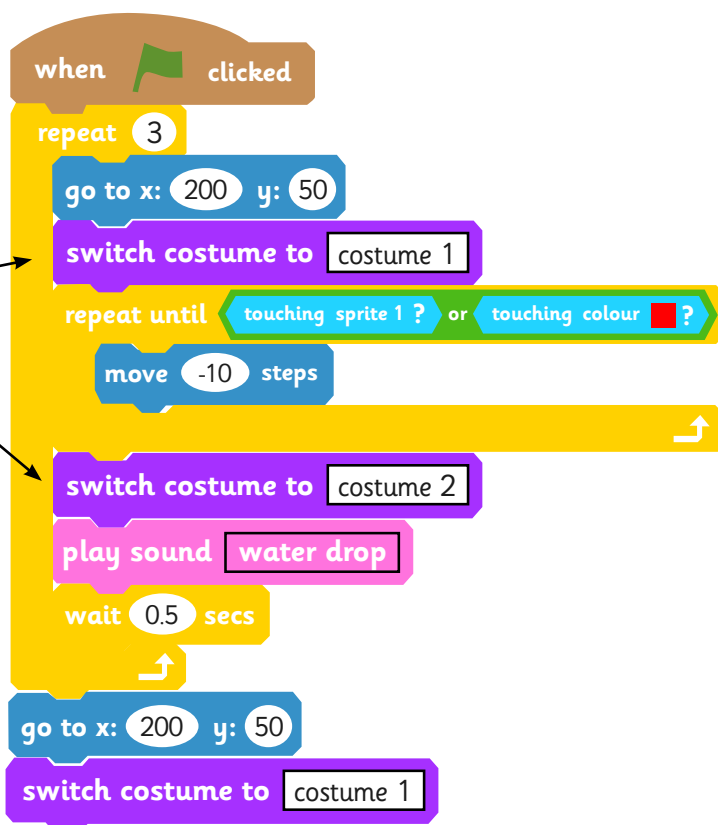 when clicked
repeat 3
go to x: 200 y: 50
switch costume to costume 1
repeat until touching sprite 1 ? or touching colour ?
move -10 steps
switch costume to costume 2
play sound water drop
wait 0.5 secs
go to x: 200 y: 50
switch costume to costume 1